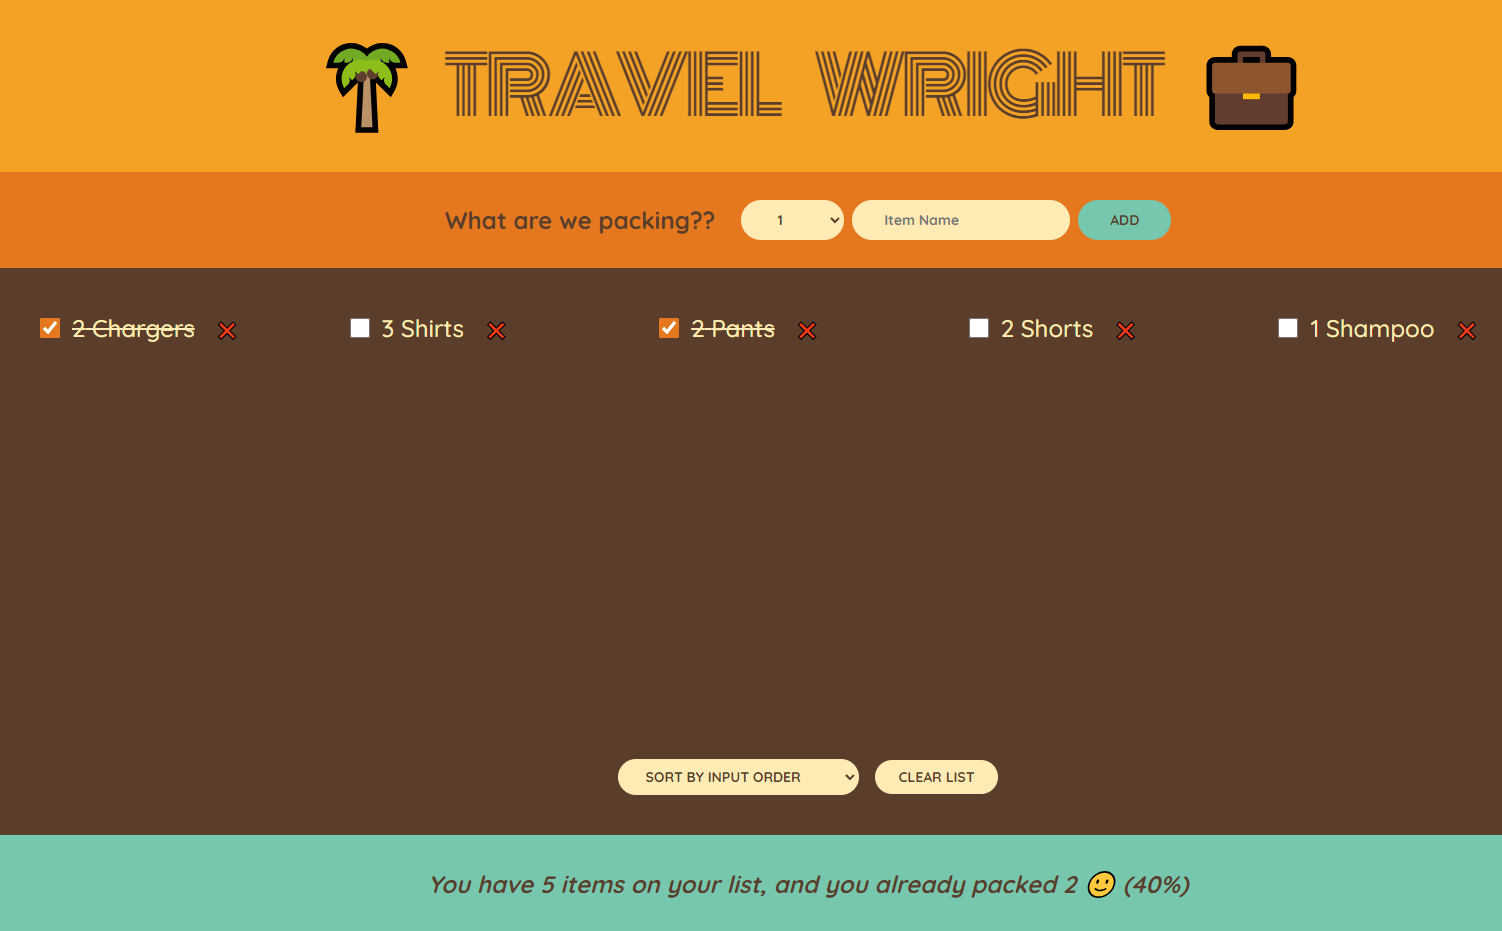 TRAVEL WRIGHT
What are we packing?? 1 Item Name ADD
2 Chargers 3 Shirts 2 Pants 2 Shorts 1 Shampoo
SORT BY INPUT ORDER CLEAR LIST
You have 5 items on your list, and you already packed 2 🙂 (40%)